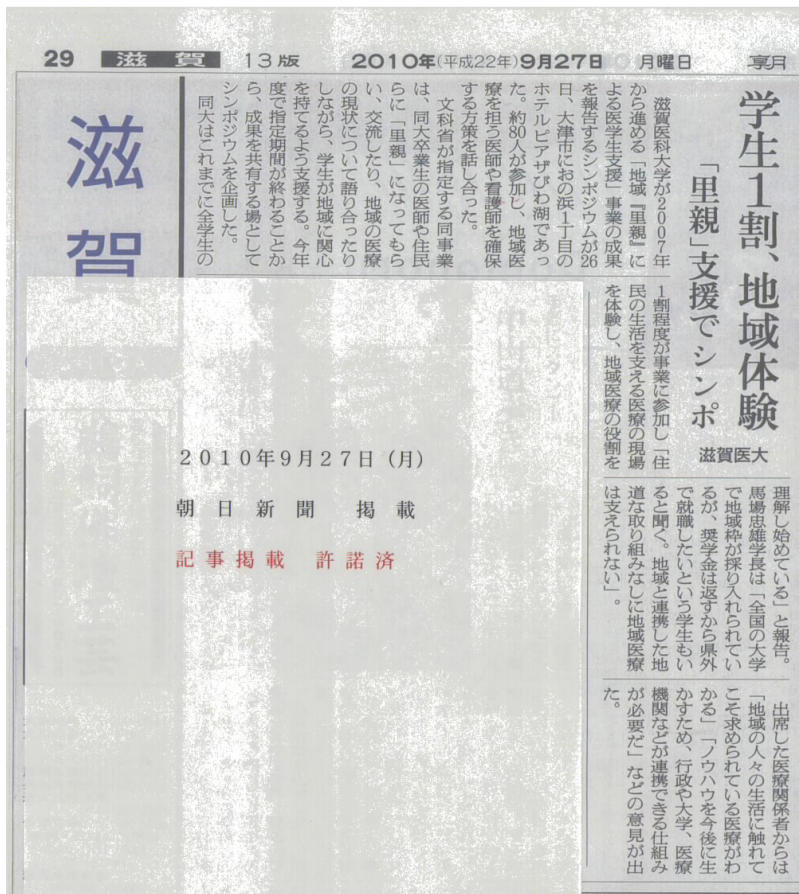 29 滋賀 13版 2010年(平成22年)9月27日 月曜日 朝
滋賀
学生1割、地域体験
「里親」支援でシンポ
滋賀医大
滋賀医科大学が2007年
から進める「地域『里親』に
よる医学生支援」事業の成果
を報告するシンポジウムが26
日、大津市におの浜1丁目の
ホテルピアザびわ湖であっ
た。約80人が参加し、地域医
療を担う医師や看護師を確保
する方策を話し合った。
文科省が指定する同事業
は、同大卒業生の医師や住民
らに「里親」になってもら
い、交流したり、地域の医療
の現状について語り合ったり
しながら、学生が地域に関心
を持てるよう支援する。今年
度で指定期間が終わることか
ら、成果を共有する場として
シンポジウムを企画した。
同大はこれまでに全学生の
1割程度が事業に参加し「住
民の生活を支える医療の現場
を体験し、地域医療の役割を
理解し始めている」と報告。
馬場忠雄学長は「全国の大学
で地域枠が採り入れられてい
るが、奨学金は返すから県外
で就職したいという学生もい
ると聞く。地域と連携した地
道な取り組みなしに地域医療
は支えられない」。
出席した医療関係者からは
「地域の人々の生活に触れて
こそ求められている医療がわ
かる」「ノウハウを今後に生
かすため、行政や大学、医療
機関などが連携できる仕組み
が必要だ」などの意見が出
た。
2010年9月27日(月)
朝日新聞 掲載
記事掲載 許諾済